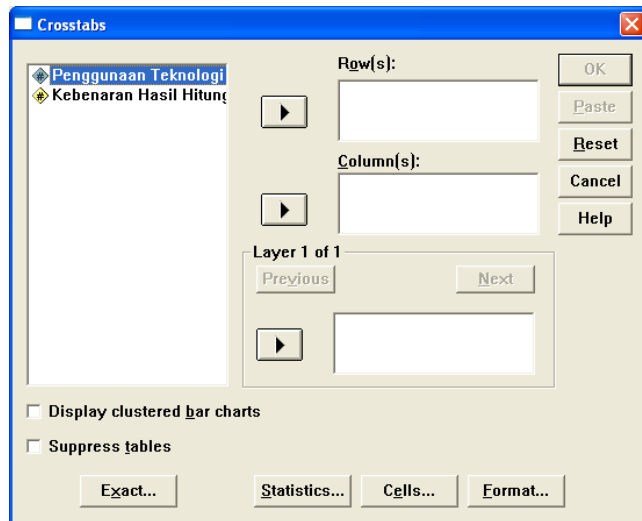 Crosstabs
Penggunaan Teknologi
Kebenaran Hasil Hitung
Row(s):
Column(s):
Layer 1 of 1
Previous
Next
OK
Paste
Reset
Cancel
Help
Display clustered bar charts
Suppress tables
Exact...
Statistics...
Cells...
Format...